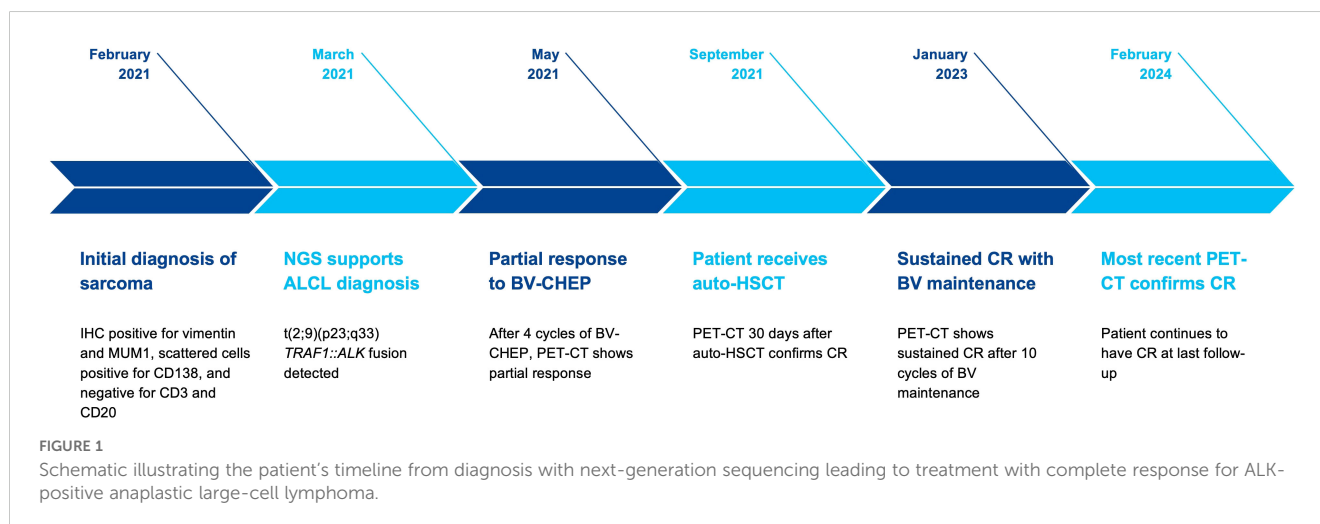 February
2021
March
2021
May
2021
September
2021
January
2023
February
2024
Initial diagnosis of
sarcoma
IHC positive for vimentin
and MUM1, scattered cells
positive for CD138, and
negative for CD3 and
CD20
NGS supports
ALCL diagnosis
t(2;9)(p23;q33)
TRAF1::ALK fusion
detected
Partial response
to BV-CHEP
After 4 cycles of BV-
CHEP, PET-CT shows
partial response
Patient receives
auto-HSCT
PET-CT 30 days after
auto-HSCT confirms CR
Sustained CR with
BV maintenance
PET-CT shows
sustained CR after 10
cycles of BV
maintenance
Most recent PET-
CT confirms CR
Patient continues to
have CR at last follow-
up
FIGURE 1
Schematic illustrating the patient’s timeline from diagnosis with next-generation sequencing leading to treatment with complete response for ALK-
positive anaplastic large-cell lymphoma.